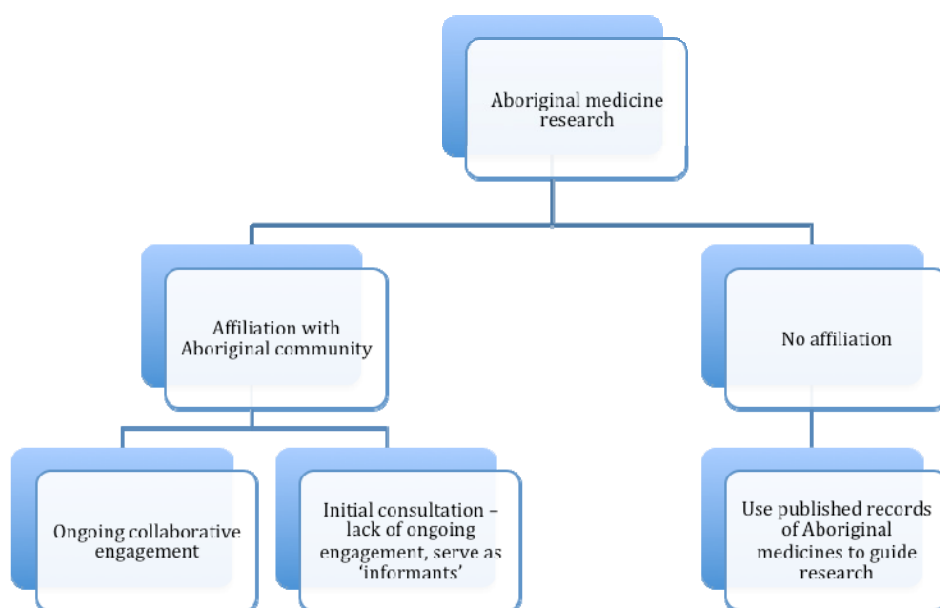 Aboriginal medicine
research
Affiliation with
Aboriginal community
No affiliation
Ongoing collaborative
engagement
Initial consultation –
lack of ongoing
engagement, serve as
‘informants’
Use published records
of Aboriginal
medicines to guide
research